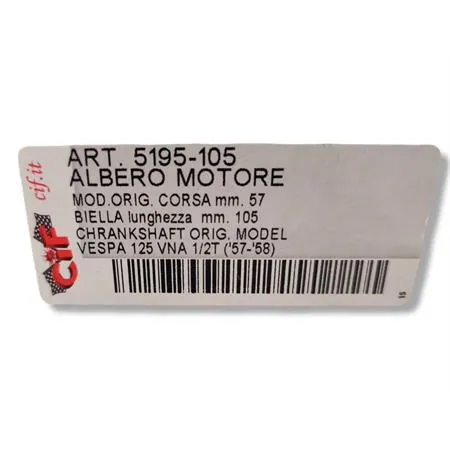 cif.it
CIF
ART. 5195-105
ALBERO MOTORE
MOD.ORIG. CORSA mm. 57
BIELLA lunghezza mm. 105
CHRANKSHAFT ORIG. MODEL
VESPA 125 VNA 1/2T ('57-'58)